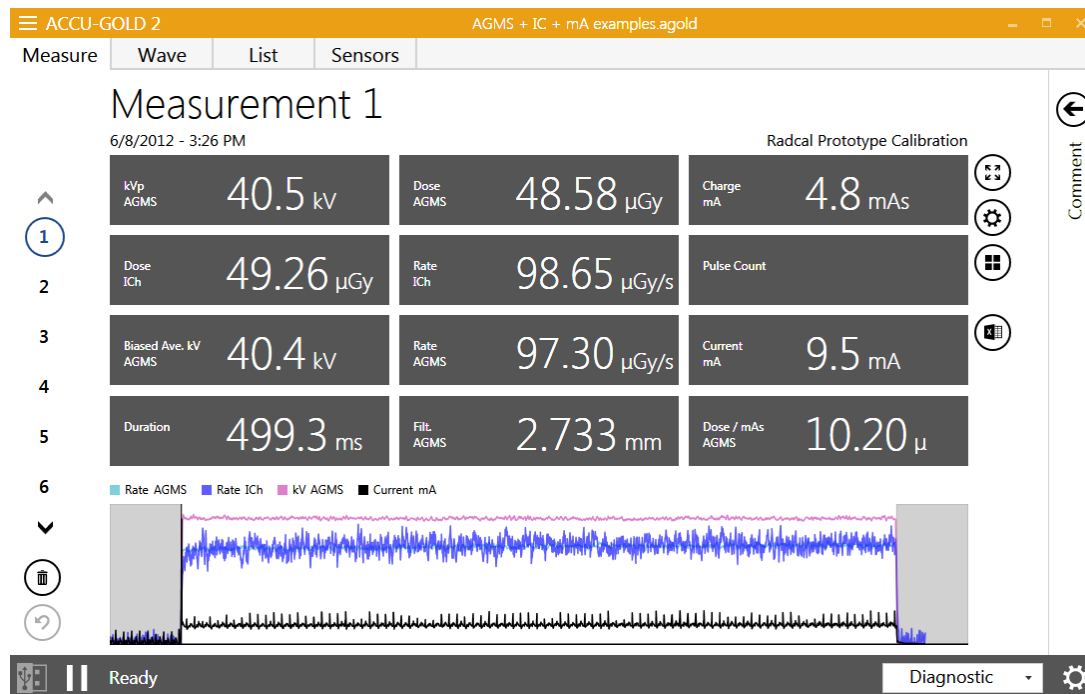 ACCU-GOLD 2
AGMS + IC + mA examples.agold
Measure Wave List Sensors
Measurement 1
6/8/2012 - 3:26 PM
Radcal Prototype Calibration
Comment
kVp AGMS 40.5 kV
Dose AGMS 48.58 µGy
Charge mA 4.8 mAs
Dose ICh 49.26 µGy
Rate ICh 98.65 µGy/s
Pulse Count
Biased Ave. kV AGMS 40.4 kV
Rate AGMS 97.30 µGy/s
Current mA 9.5 mA
Duration 499.3 ms
Filt. AGMS 2.733 mm
Dose / mAs AGMS 10.20 µ
1
2
3
4
5
6
Rate AGMS Rate ICh kV AGMS Current mA
Ready
Diagnostic